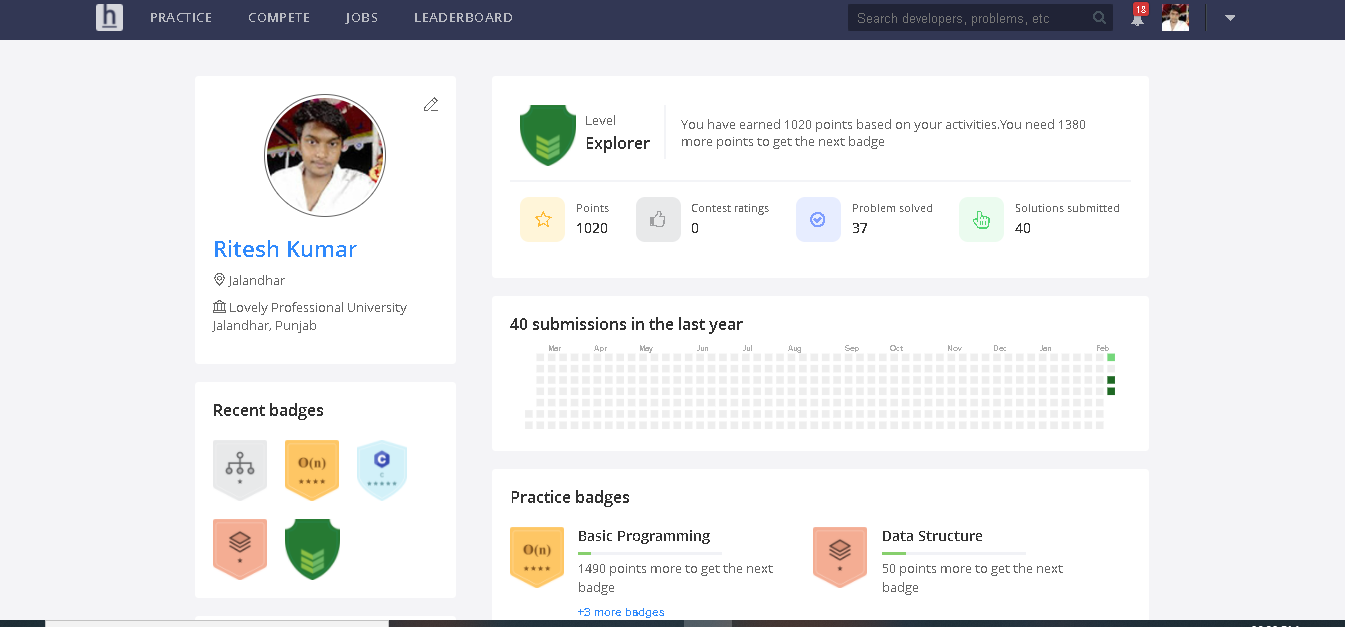 h PRACTICE COMPETE JOBS LEADERBOARD Search developers, problems, etc 18
Ritesh Kumar
Jalandhar
Lovely Professional University
Jalandhar, Punjab
Recent badges
O(n)
C
C
Level
Explorer
You have earned 1020 points based on your activities.You need 1380
more points to get the next badge
Points
1020
Contest ratings
0
Problem solved
37
Solutions submitted
40
40 submissions in the last year
Mar Apr May Jun Jul Aug Sep Oct Nov Dec Jan Feb
Practice badges
O(n)
Basic Programming
1490 points more to get the next
badge
+3 more badges
Data Structure
50 points more to get the next
badge